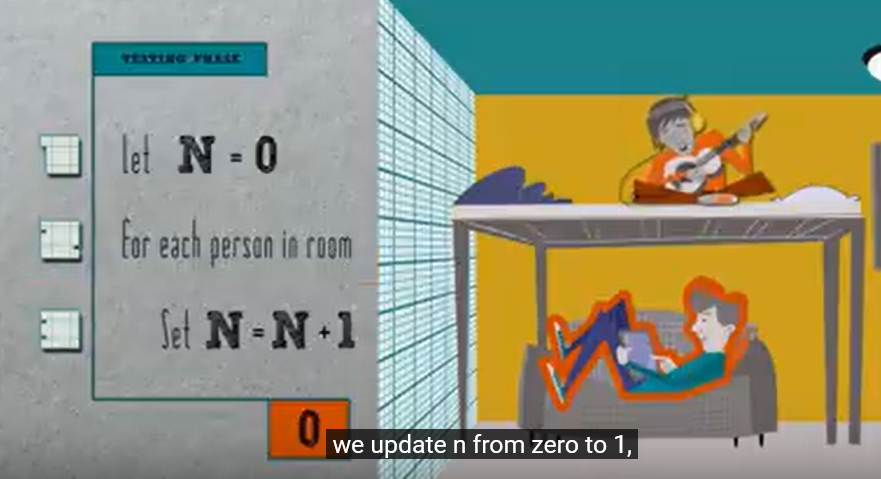 TESTING PHASE
let N = 0
For each person in room
Set N = N + 1
0
we update n from zero to 1,